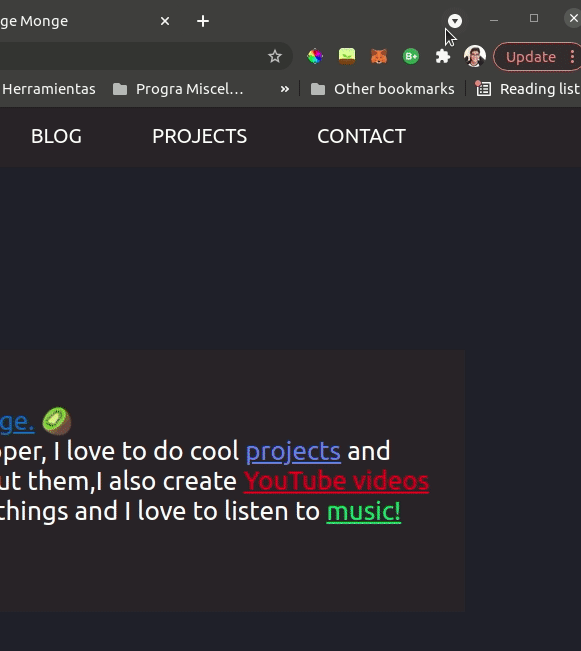 ge Monge
Update
Herramientas
Progra Miscel…
»
Other bookmarks
Reading list
BLOG
PROJECTS
CONTACT
ge.
oper, I love to do cool projects and
ut them,I also create YouTube videos
things and I love to listen to music!